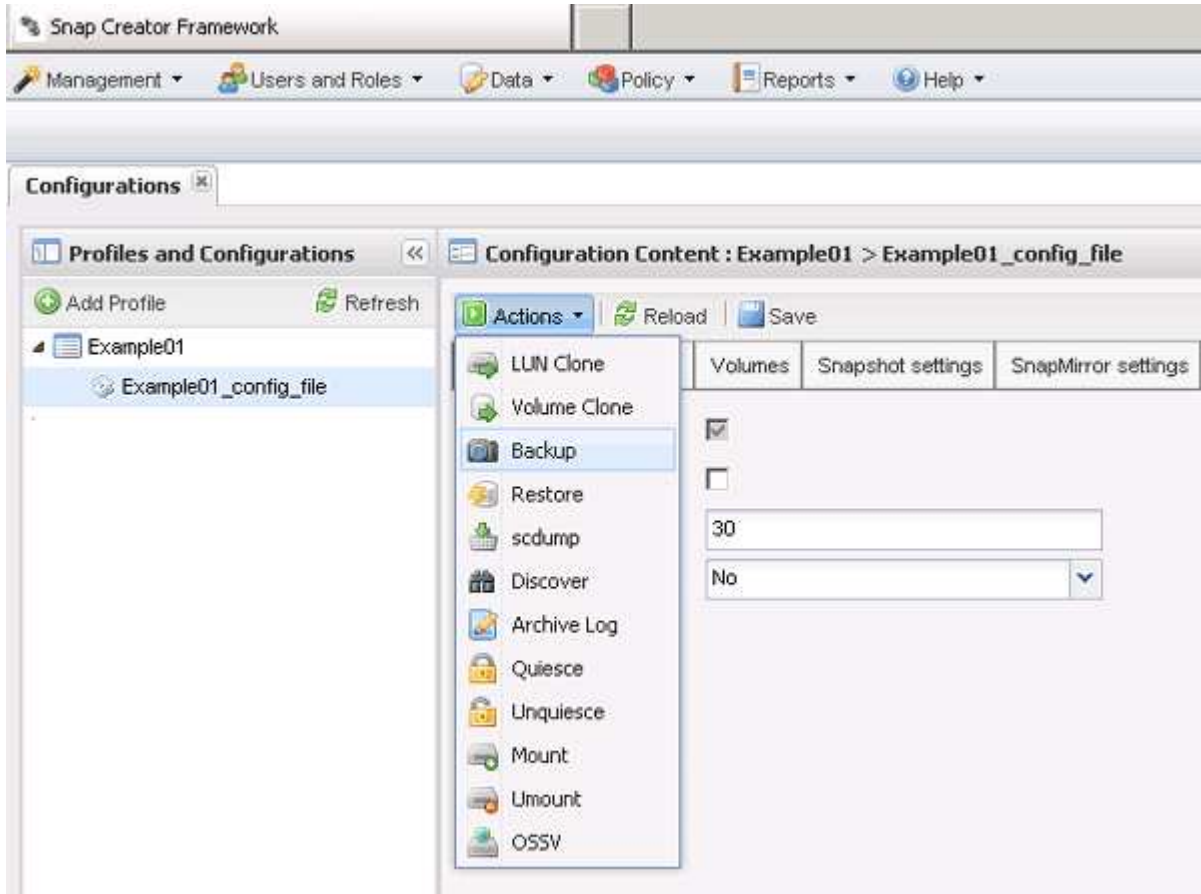 Snap Creator Framework
Management Users and Roles Data Policy Reports Help
Configurations
Profiles and Configurations
Add Profile Refresh
Example01
Example01_config_file
Configuration Content : Example01 > Example01_config_file
Actions Reload Save
Volumes Snapshot settings SnapMirror settings
LUN Clone
Volume Clone
Backup
Restore
scdump
Discover
Archive Log
Quiesce
Unquiesce
Mount
Umount
OSSV
30
No